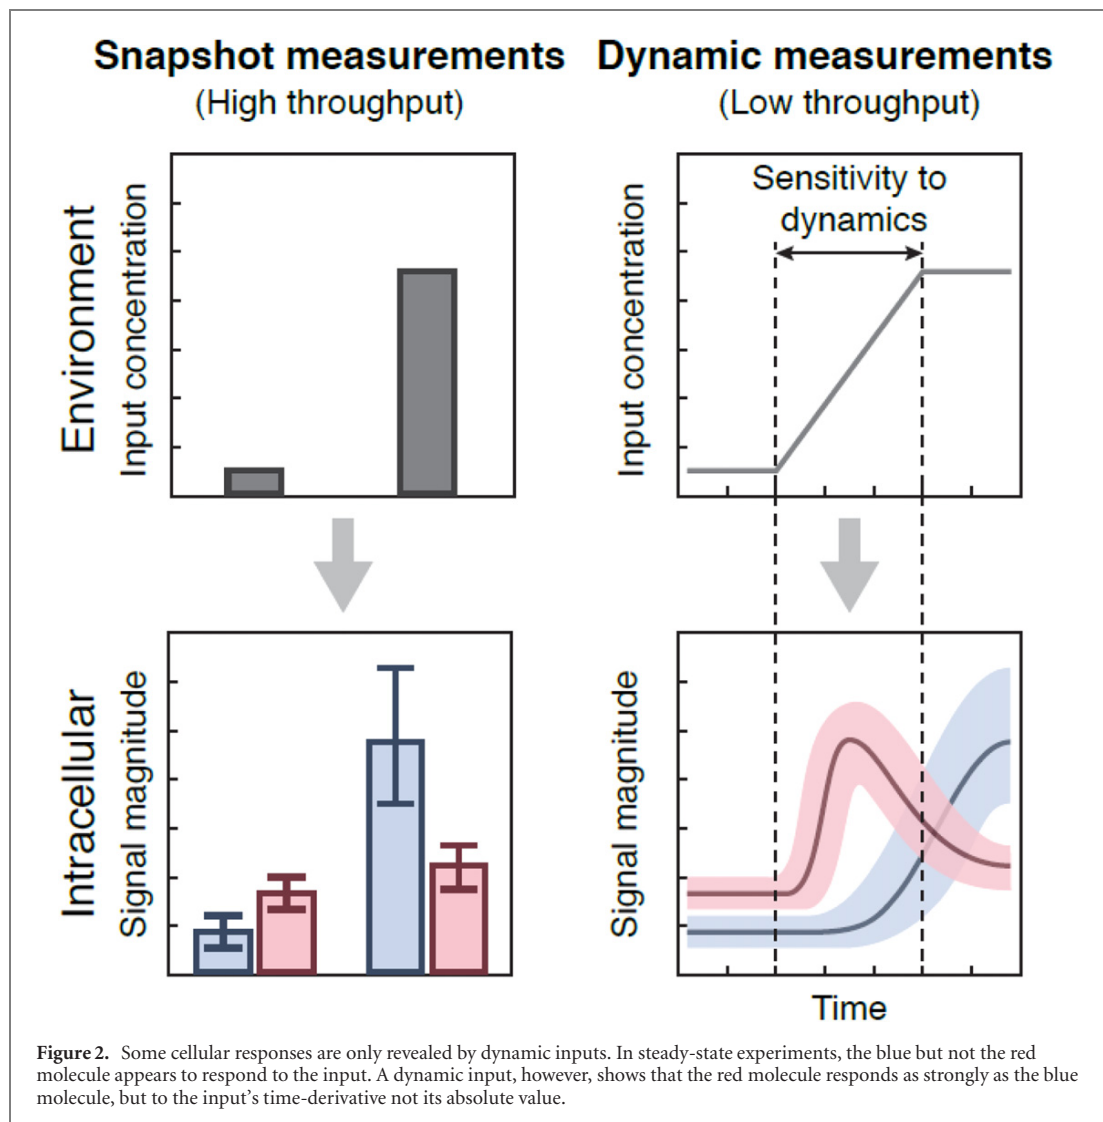 Snapshot measurements
(High throughput)
Dynamic measurements
(Low throughput)
Environment
Input concentration
Input concentration
Sensitivity to
dynamics
Intracellular
Signal magnitude
Signal magnitude
Time
Figure 2. Some cellular responses are only revealed by dynamic inputs. In steady-state experiments, the blue but not the red
molecule appears to respond to the input. A dynamic input, however, shows that the red molecule responds as strongly as the blue
molecule, but to the input’s time-derivative not its absolute value.